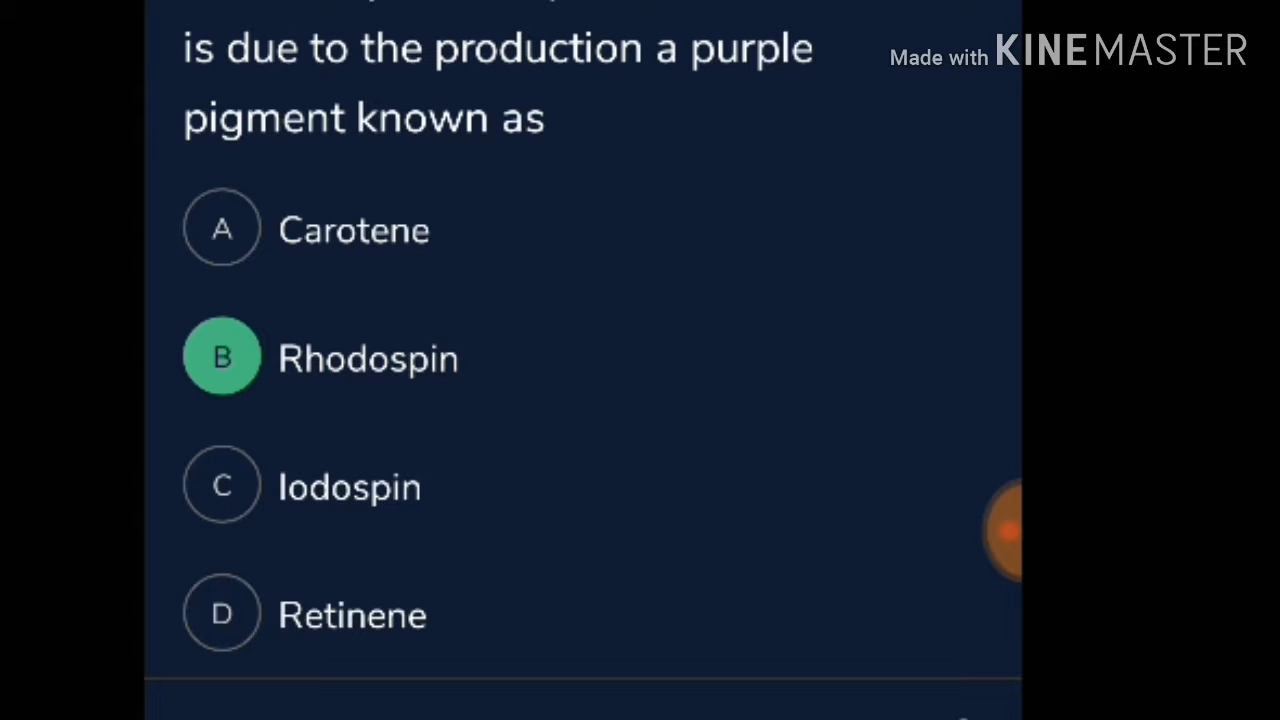 is due to the production a purple
Made with KINEMASTER
pigment known as
A Carotene
B Rhodospin
C Iodospin
D Retinene